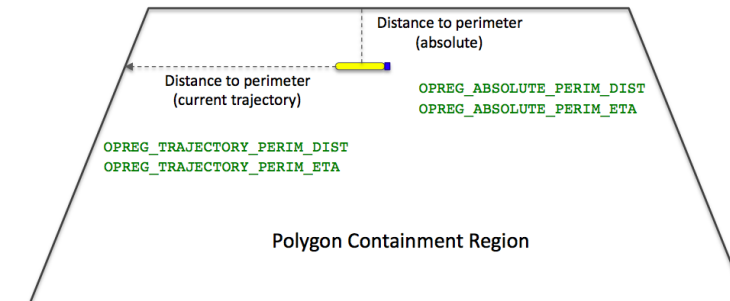 Distance to perimeter
(absolute)
Distance to perimeter
(current trajectory)
OPREG_ABSOLUTE_PERIM_DIST
OPREG_ABSOLUTE_PERIM_ETA
OPREG_TRAJECTORY_PERIM_DIST
OPREG_TRAJECTORY_PERIM_ETA
Polygon Containment Region